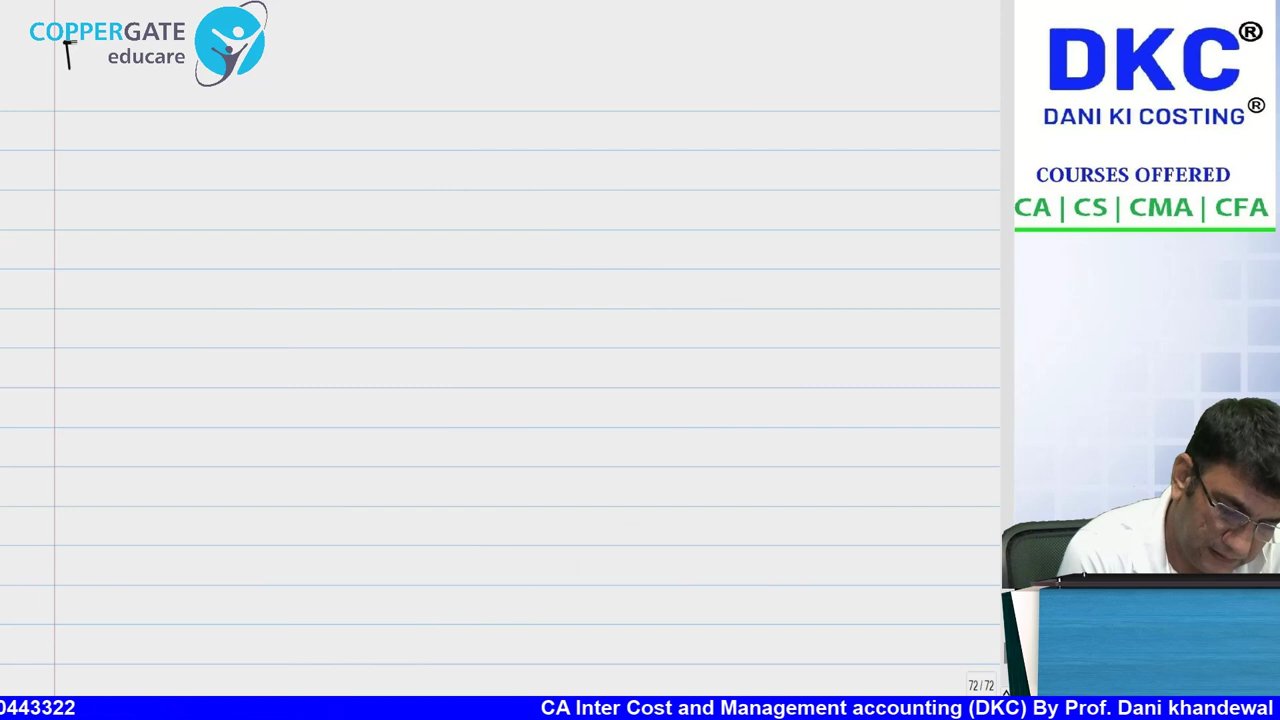 COPPERGATE
educare
T
DKC®
DANI KI COSTING®
COURSES OFFERED
CA | CS | CMA | CFA
72 / 72
0443322
CA Inter Cost and Management accounting (DKC) By Prof. Dani khandewal